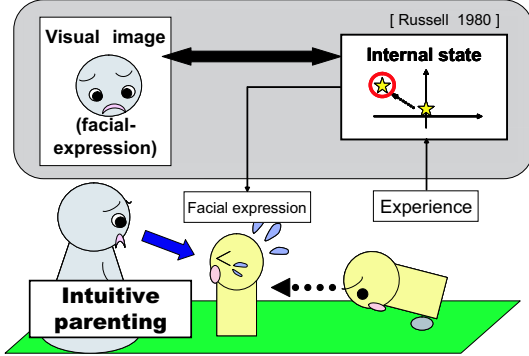 [ Russell 1980 ]
Visual image
(facial-
expression)
Internal state
Facial expression
Experience
Intuitive
parenting